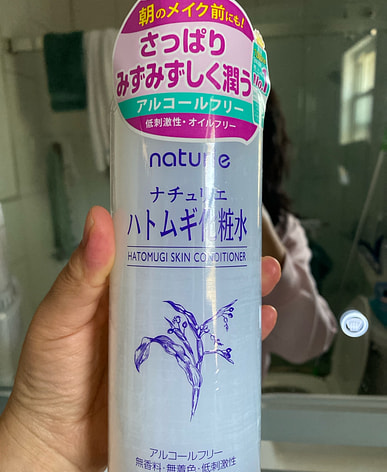 朝のメイク前にも!
さっぱり
みずみずしく潤う
アルコールフリー
低刺激性・オイルフリー
naturie
ナチュリエ
ハトムギ化粧水
HATOMUGI SKIN CONDITIONER
アルコールフリー
無香料・無着色・低刺激性